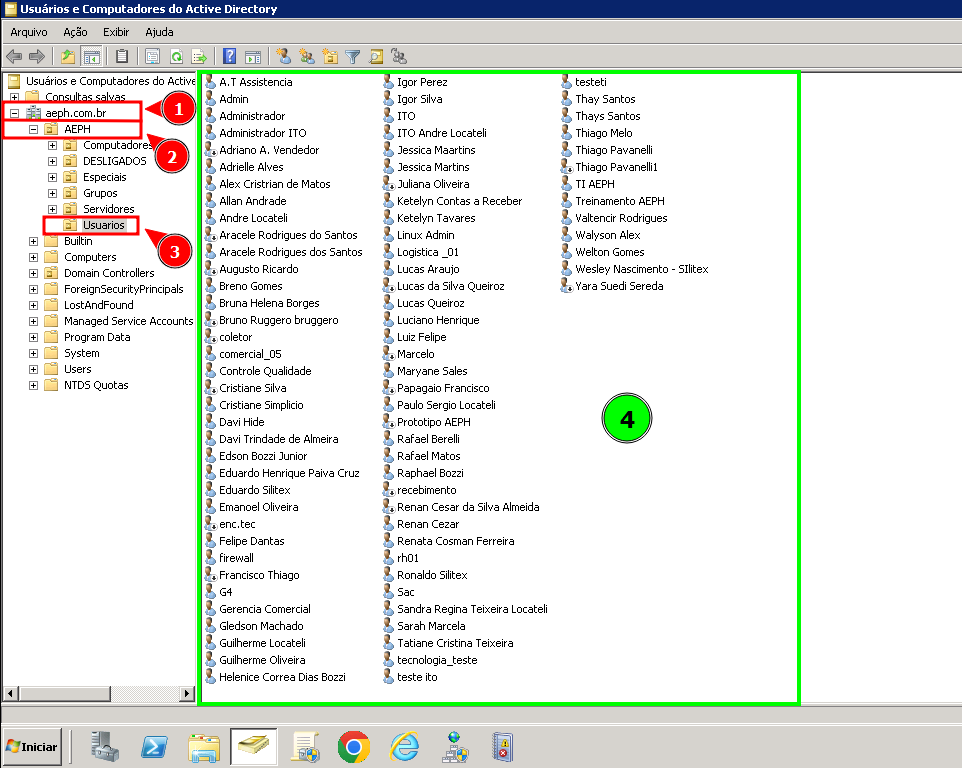 Usuários e Computadores do Active Directory
Arquivo Ação Exibir Ajuda
Usuários e Computadores do Active
Consultas salvas
aeph.com.br
AEPH
Computadores
DESLIGADOS
Especiais
Grupos
Servidores
Usuarios
Builtin
Computers
Domain Controllers
ForeignSecurityPrincipals
LostAndFound
Managed Service Accounts
Program Data
System
Users
NTDS Quotas
1
2
3
A.T Assistencia
Admin
Administrador
Administrador ITO
Adriano A. Vendedor
Adrielle Alves
Alex Cristrian de Matos
Allan Andrade
Andre Locateli
Aracele Rodrigues do Santos
Aracele Rodrigues dos Santos
Augusto Ricardo
Breno Gomes
Bruna Helena Borges
Bruno Ruggero bruggero
coletor
comercial_05
Controle Qualidade
Cristiane Silva
Cristiane Simplicio
Davi Hide
Davi Trindade de Almeira
Edson Bozzi Junior
Eduardo Henrique Paiva Cruz
Eduardo Silitex
Emanoel Oliveira
enc.tec
Felipe Dantas
firewall
Francisco Thiago
G4
Gerencia Comercial
Gledson Machado
Guilherme Locateli
Guilherme Oliveira
Helenice Correa Dias Bozzi
Igor Perez
Igor Silva
ITO
ITO Andre Locateli
Jessica Maartins
Jessica Martins
Juliana Oliveira
Ketelyn Contas a Receber
Ketelyn Tavares
Linux Admin
Logistica _01
Lucas Araujo
Lucas da Silva Queiroz
Lucas Queiroz
Luciano Henrique
Luiz Felipe
Marcelo
Maryane Sales
Papagaio Francisco
Paulo Sergio Locateli
Prototipo AEPH
Rafael Berelli
Rafael Matos
Raphael Bozzi
recebimento
Renan Cesar da Silva Almeida
Renan Cezar
Renata Cosman Ferreira
rh01
Ronaldo Silitex
Sac
Sandra Regina Teixeira Locateli
Sarah Marcela
Tatiane Cristina Teixeira
tecnologia_teste
teste ito
testeti
Thay Santos
Thays Santos
Thiago Melo
Thiago Pavanelli
Thiago Pavanelli1
TI AEPH
Treinamento AEPH
Valtencir Rodrigues
Walyson Alex
Welton Gomes
Wesley Nascimento - SIlitex
Yara Suedi Sereda
4
Iniciar